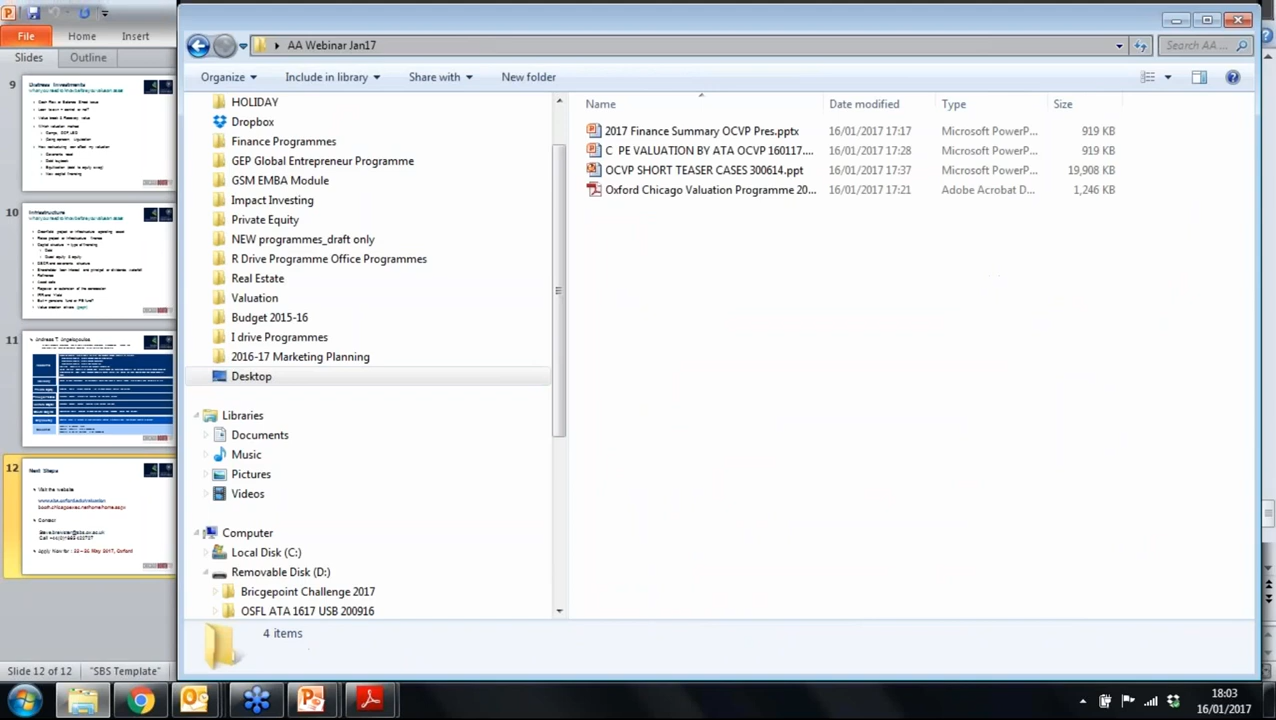 File
Home
Insert
Slides
Outline
9
10
Infrastructure
11
12
Next Steps
Visit the website
Contact
Slide 12 of 12
"SBS Template"
AA Webinar Jan17
Search AA ...
Organize
Include in library
Share with
New folder
HOLIDAY
Dropbox
Finance Programmes
GEP Global Entrepreneur Programme
GSM EMBA Module
Impact Investing
Private Equity
NEW programmes_draft only
R Drive Programme Office Programmes
Real Estate
Valuation
Budget 2015-16
I drive Programmes
2016-17 Marketing Planning
Desktop
Libraries
Documents
Music
Pictures
Videos
Computer
Local Disk (C:)
Removable Disk (D:)
Bricgepoint Challenge 2017
OSFL ATA 1617 USB 200916
Name Date modified Type Size
2017 Finance Summary OCVP Pres.pptx 16/01/2017 17:17 Microsoft PowerP... 919 KB
C PE VALUATION BY ATA OCVP 160117.... 16/01/2017 17:28 Microsoft PowerP... 919 KB
OCVP SHORT TEASER CASES 300614.ppt 16/01/2017 17:37 Microsoft PowerP... 19,908 KB
Oxford Chicago Valuation Programme 20... 16/01/2017 17:21 Adobe Acrobat D... 1,246 KB
4 items
18:03
16/01/2017